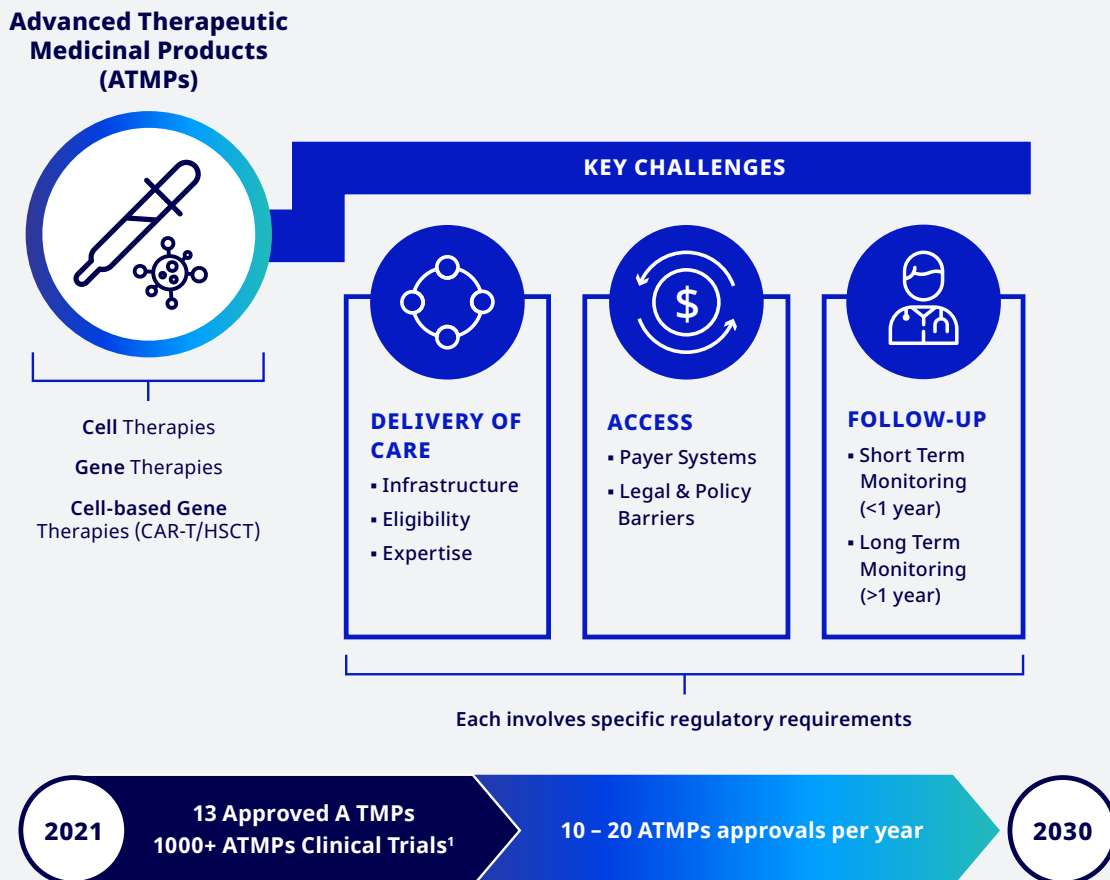 Advanced Therapeutic
Medicinal Products
(ATMPs)
Cell Therapies
Gene Therapies
Cell-based Gene
Therapies (CAR-T/HSCT)
KEY CHALLENGES
DELIVERY OF
CARE
▪ Infrastructure
▪ Eligibility
▪ Expertise
$
ACCESS
▪ Payer Systems
▪ Legal & Policy
Barriers
FOLLOW-UP
▪ Short Term
Monitoring
(<1 year)
▪ Long Term
Monitoring
(>1 year)
Each involves specific regulatory requirements
2021
13 Approved A TMPs
1000+ ATMPs Clinical Trials¹
10 – 20 ATMPs approvals per year
2030